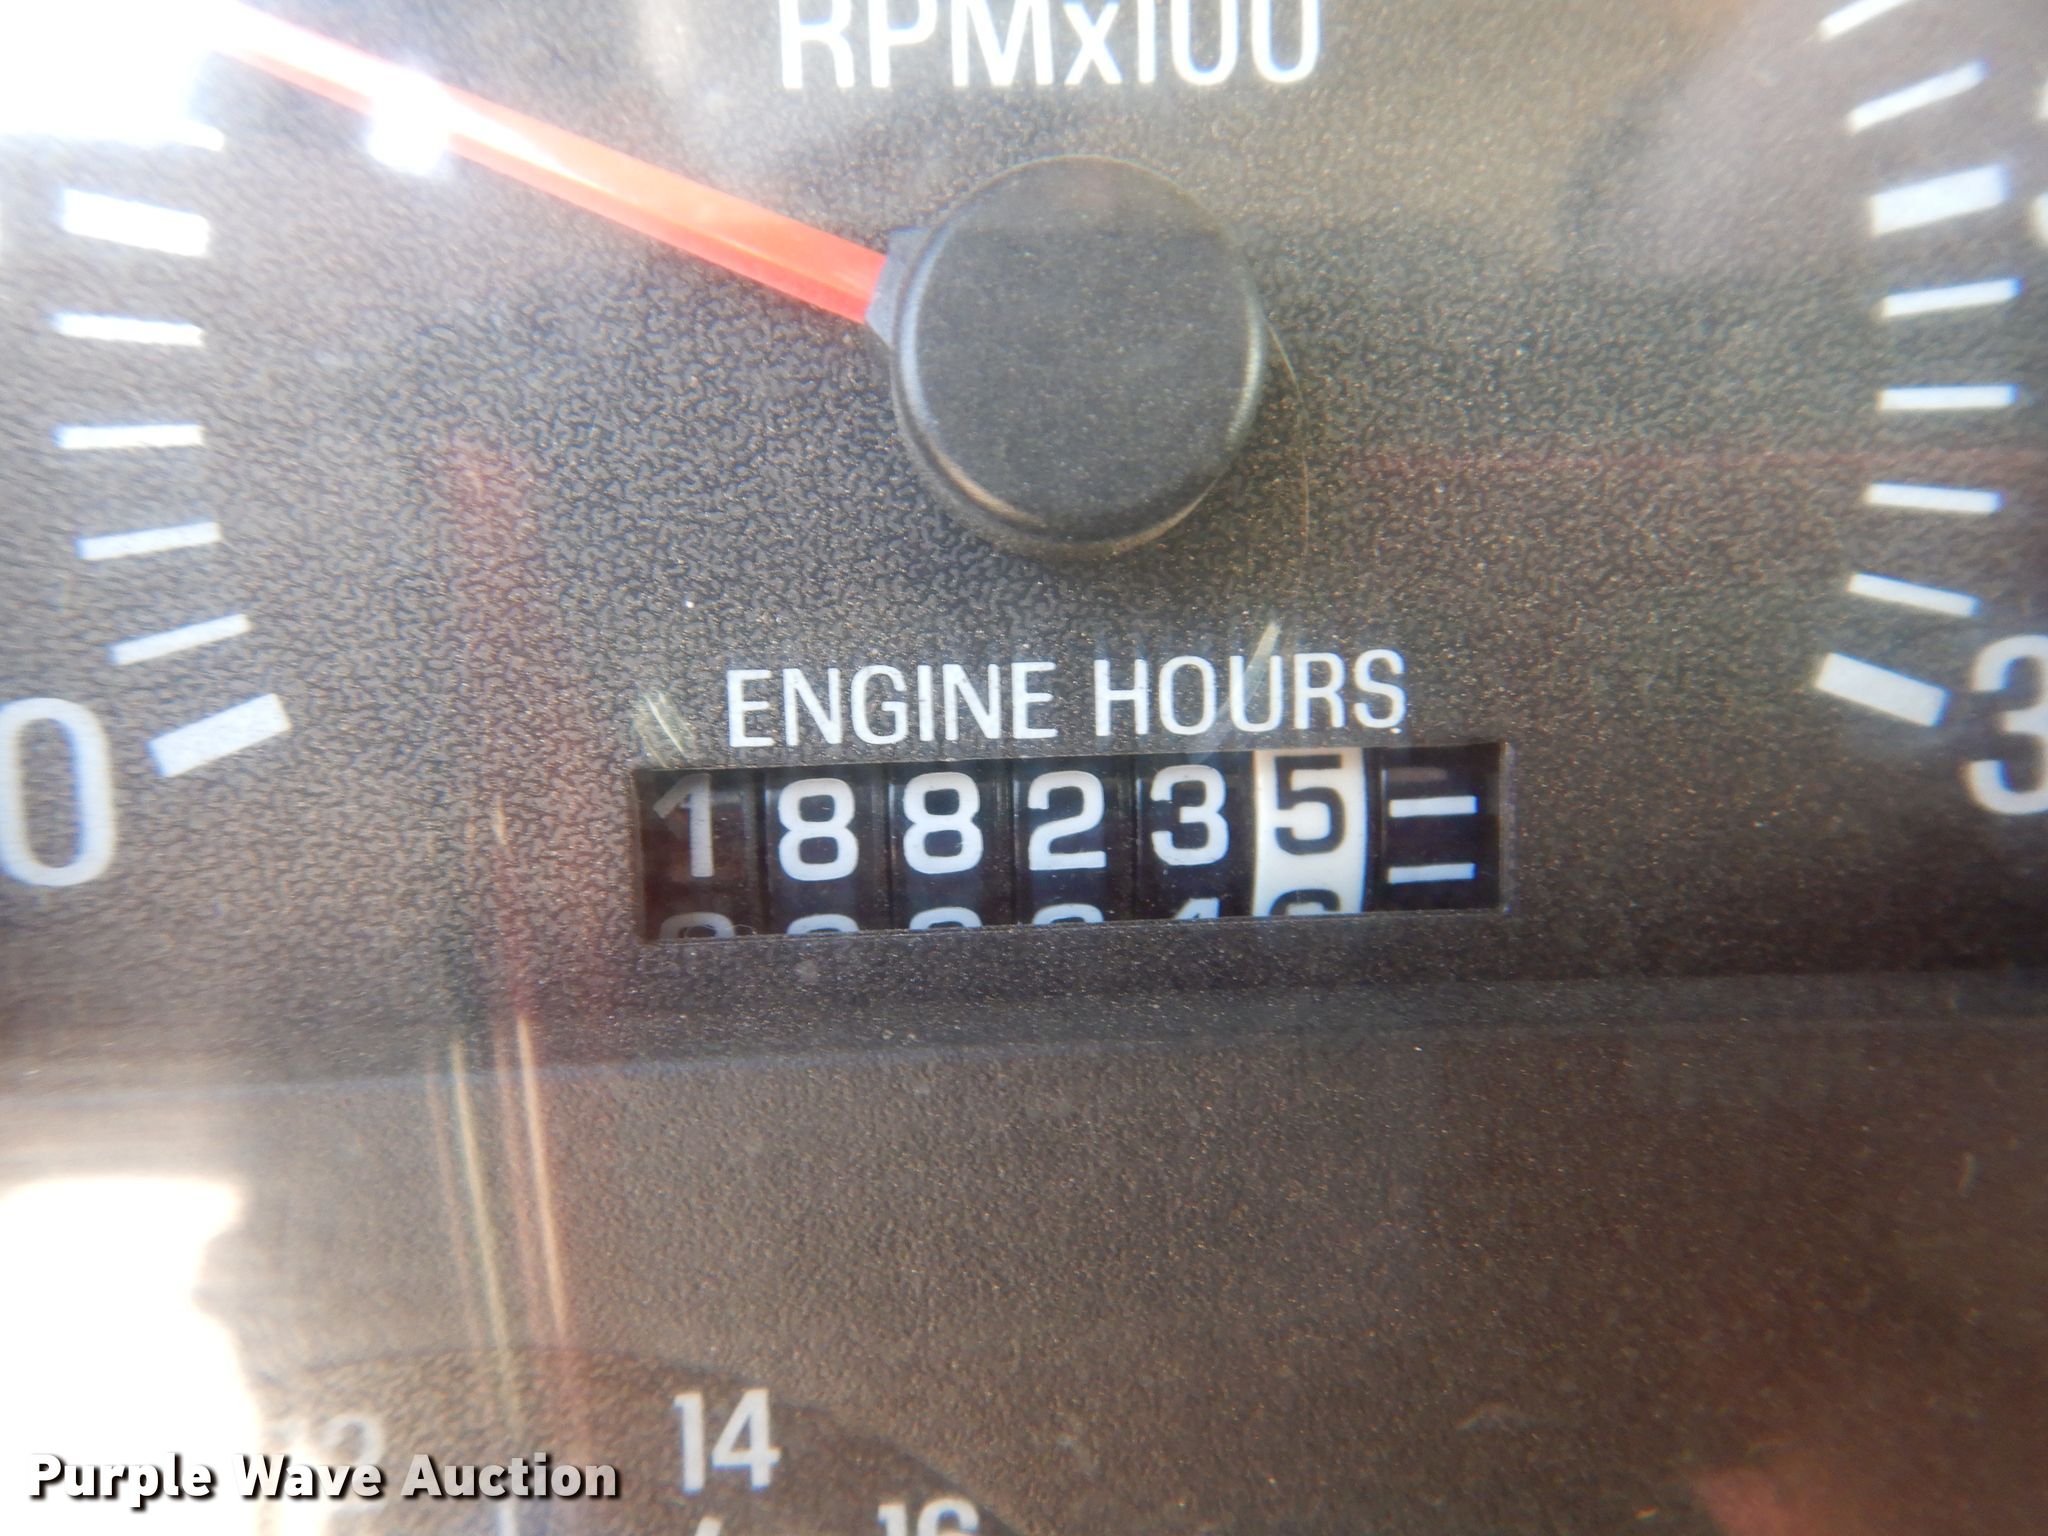 RPMx100
0
3
ENGINE HOURS
188235
14
Purple Wave Auction